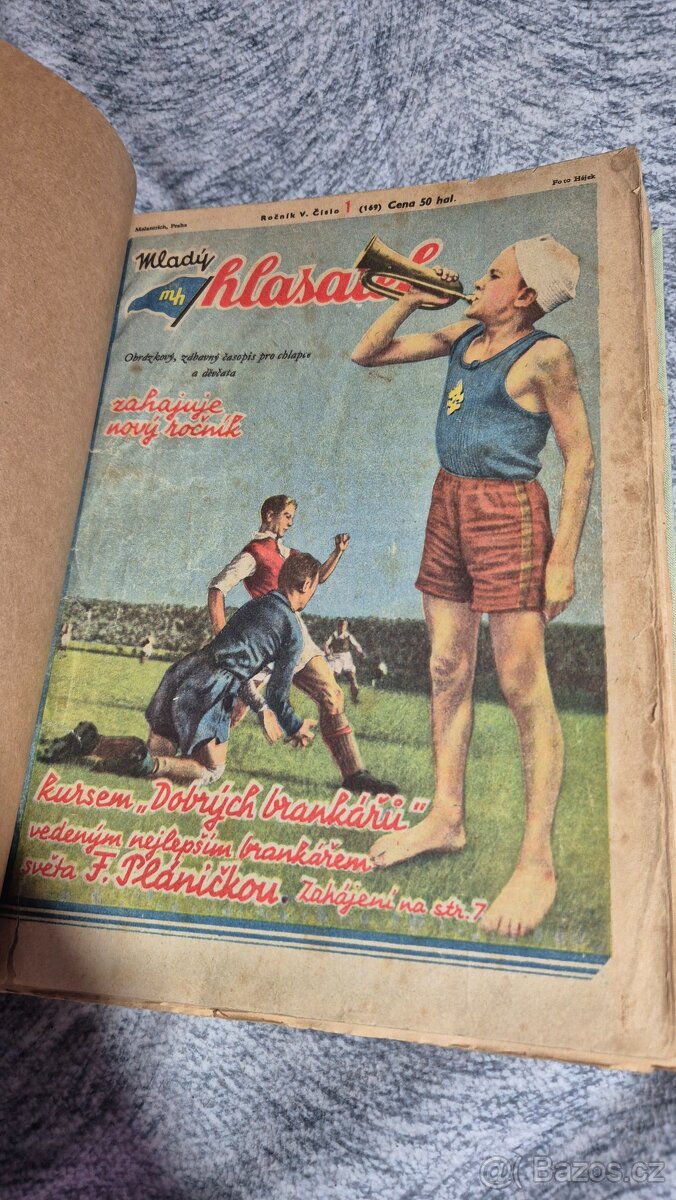 Melantrich, Praha
Ročník V. Číslo 1 (169) Cena 50 hal.
Foto Hájek
Mladý
mh
hlasatel
Obrázkový, zábavný časopis pro chlapce
a děvčata
zahajuje
nový ročník
kursem „Dobrých brankářů"
vedeným nejlepším brankářem
světa F. Pláničkou. Zahájení na str. 7
@ Bazos.cz